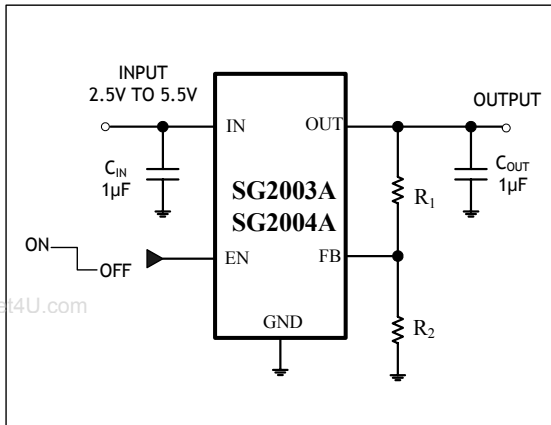 INPUT
2.5V TO 5.5V
OUTPUT
IN
OUT
C_IN
1µF
C_OUT
1µF
SG2003A
SG2004A
R₁
ON
OFF
EN
FB
et4U.com
GND
R₂